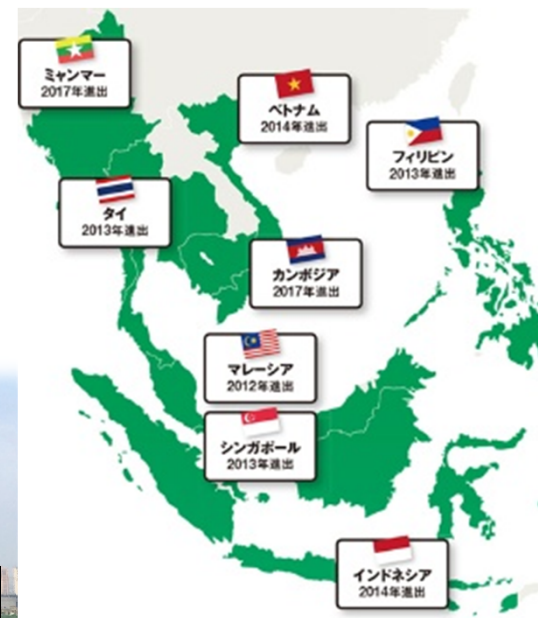 ミャンマー
2017年進出
ベトナム
2014年進出
フィリピン
2013年進出
タイ
2013年進出
カンボジア
2017年進出
マレーシア
2012年進出
シンガポール
2013年進出
インドネシア
2014年進出